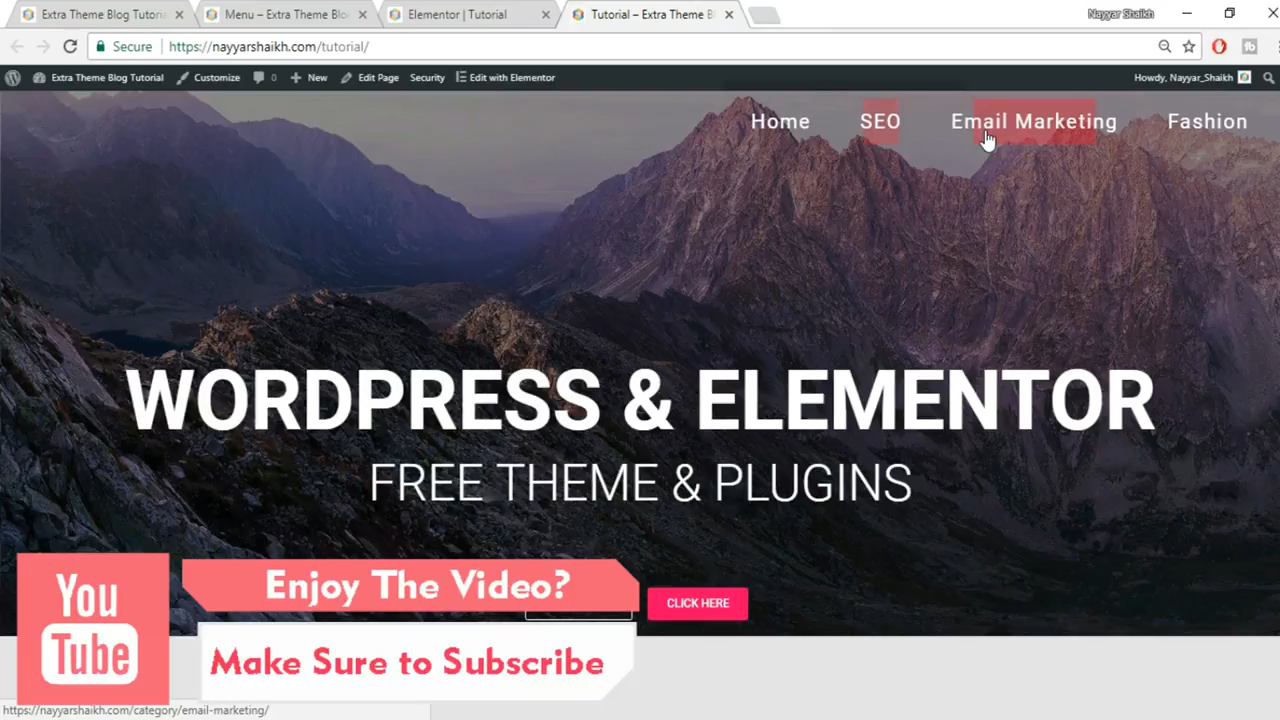 Extra Theme Blog Tutoria
Menu – Extra Theme Blo
Elementor | Tutorial
Tutorial – Extra Theme B
Nayyar Shaikh
Secure
https://nayyarshaikh.com/tutorial/
Extra Theme Blog Tutorial
Customize
0
New
Edit Page
Security
Edit with Elementor
Howdy, Nayyar_Shaikh
Home
SEO
Email Marketing
Fashion
WORDPRESS & ELEMENTOR
FREE THEME & PLUGINS
CLICK HERE
You
Tube
Enjoy The Video?
Make Sure to Subscribe
https://nayyarshaikh.com/category/email-marketing/